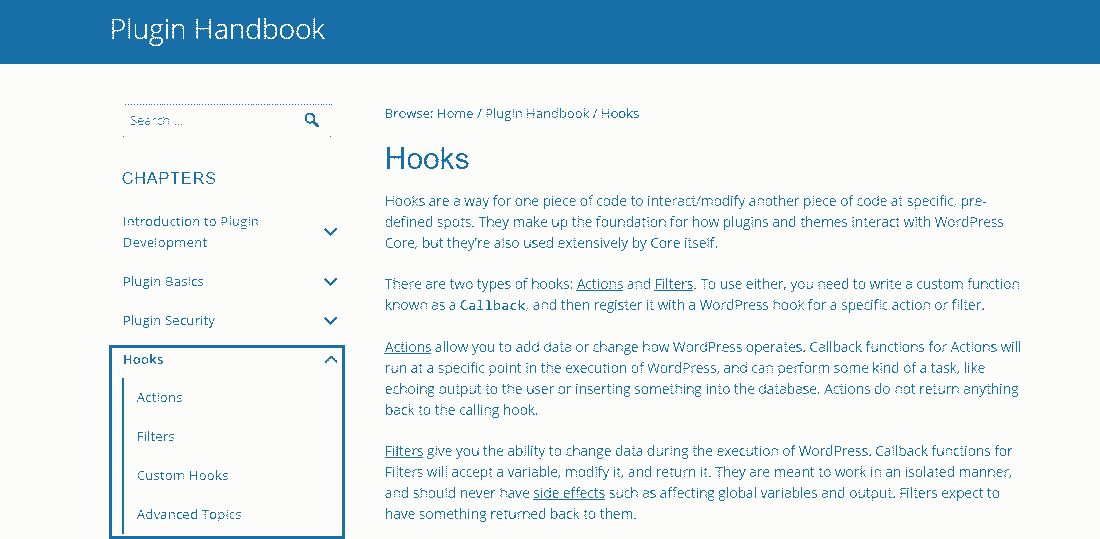 Plugin Handbook
Search ...
CHAPTERS
Introduction to Plugin
Development
Plugin Basics
Plugin Security
Hooks
Actions
Filters
Custom Hooks
Advanced Topics
Browse: Home / Plugin Handbook / Hooks
Hooks
Hooks are a way for one piece of code to interact/modify another piece of code at specific, pre-
defined spots. They make up the foundation for how plugins and themes interact with WordPress
Core, but they're also used extensively by Core itself.
There are two types of hooks: Actions and Filters. To use either, you need to write a custom function
known as a Callback, and then register it with a WordPress hook for a specific action or filter.
Actions allow you to add data or change how WordPress operates. Callback functions for Actions will
run at a specific point in the execution of WordPress, and can perform some kind of a task, like
echoing output to the user or inserting something into the database. Actions do not return anything
back to the calling hook.
Filters give you the ability to change data during the execution of WordPress. Callback functions for
Filters will accept a variable, modify it, and return it. They are meant to work in an isolated manner,
and should never have side effects such as affecting global variables and output. Filters expect to
have something returned back to them.